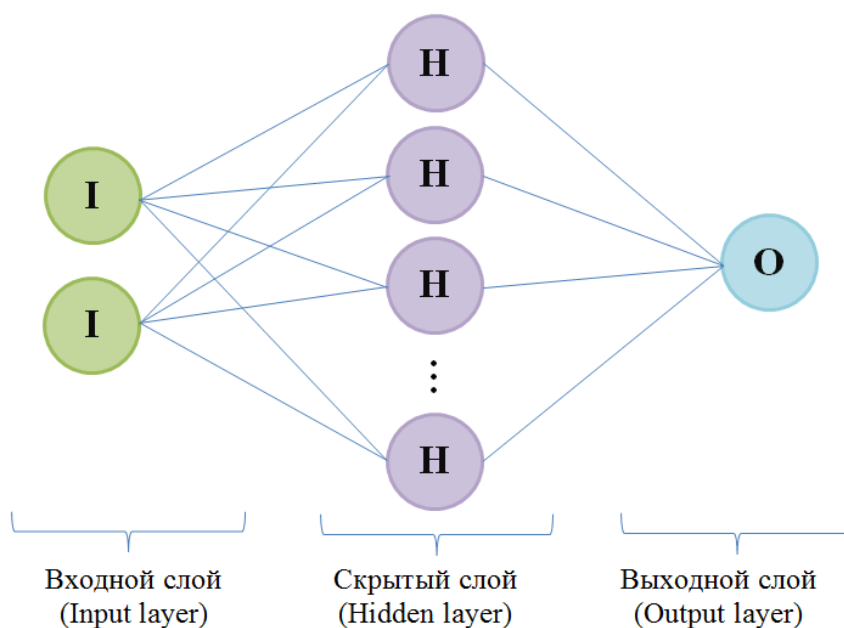 H
H
I
H
O
I
⋮
H
Входной слой
(Input layer)
Скрытый слой
(Hidden layer)
Выходной слой
(Output layer)